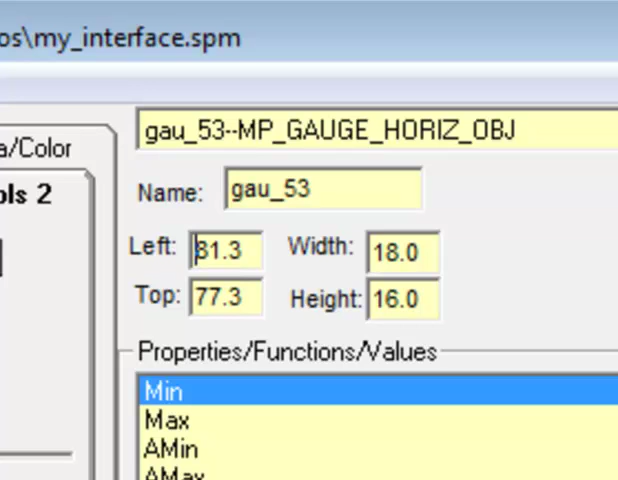 os\my_interface.spm
gau_53--MP_GAUGE_HORIZ_OBJ
a/Color
ols 2
Name: gau_53
Left: 81.3 Width: 18.0
Top: 77.3 Height: 16.0
Properties/Functions/Values
Min
Max
AMin
AMax